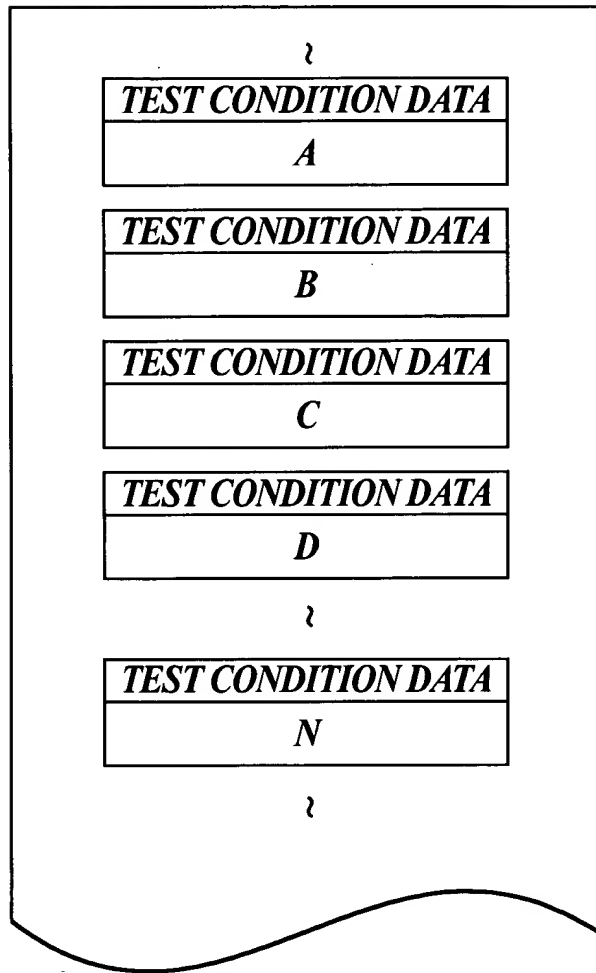 ~
TEST CONDITION DATA
A
TEST CONDITION DATA
B
TEST CONDITION DATA
C
TEST CONDITION DATA
D
~
TEST CONDITION DATA
N
~